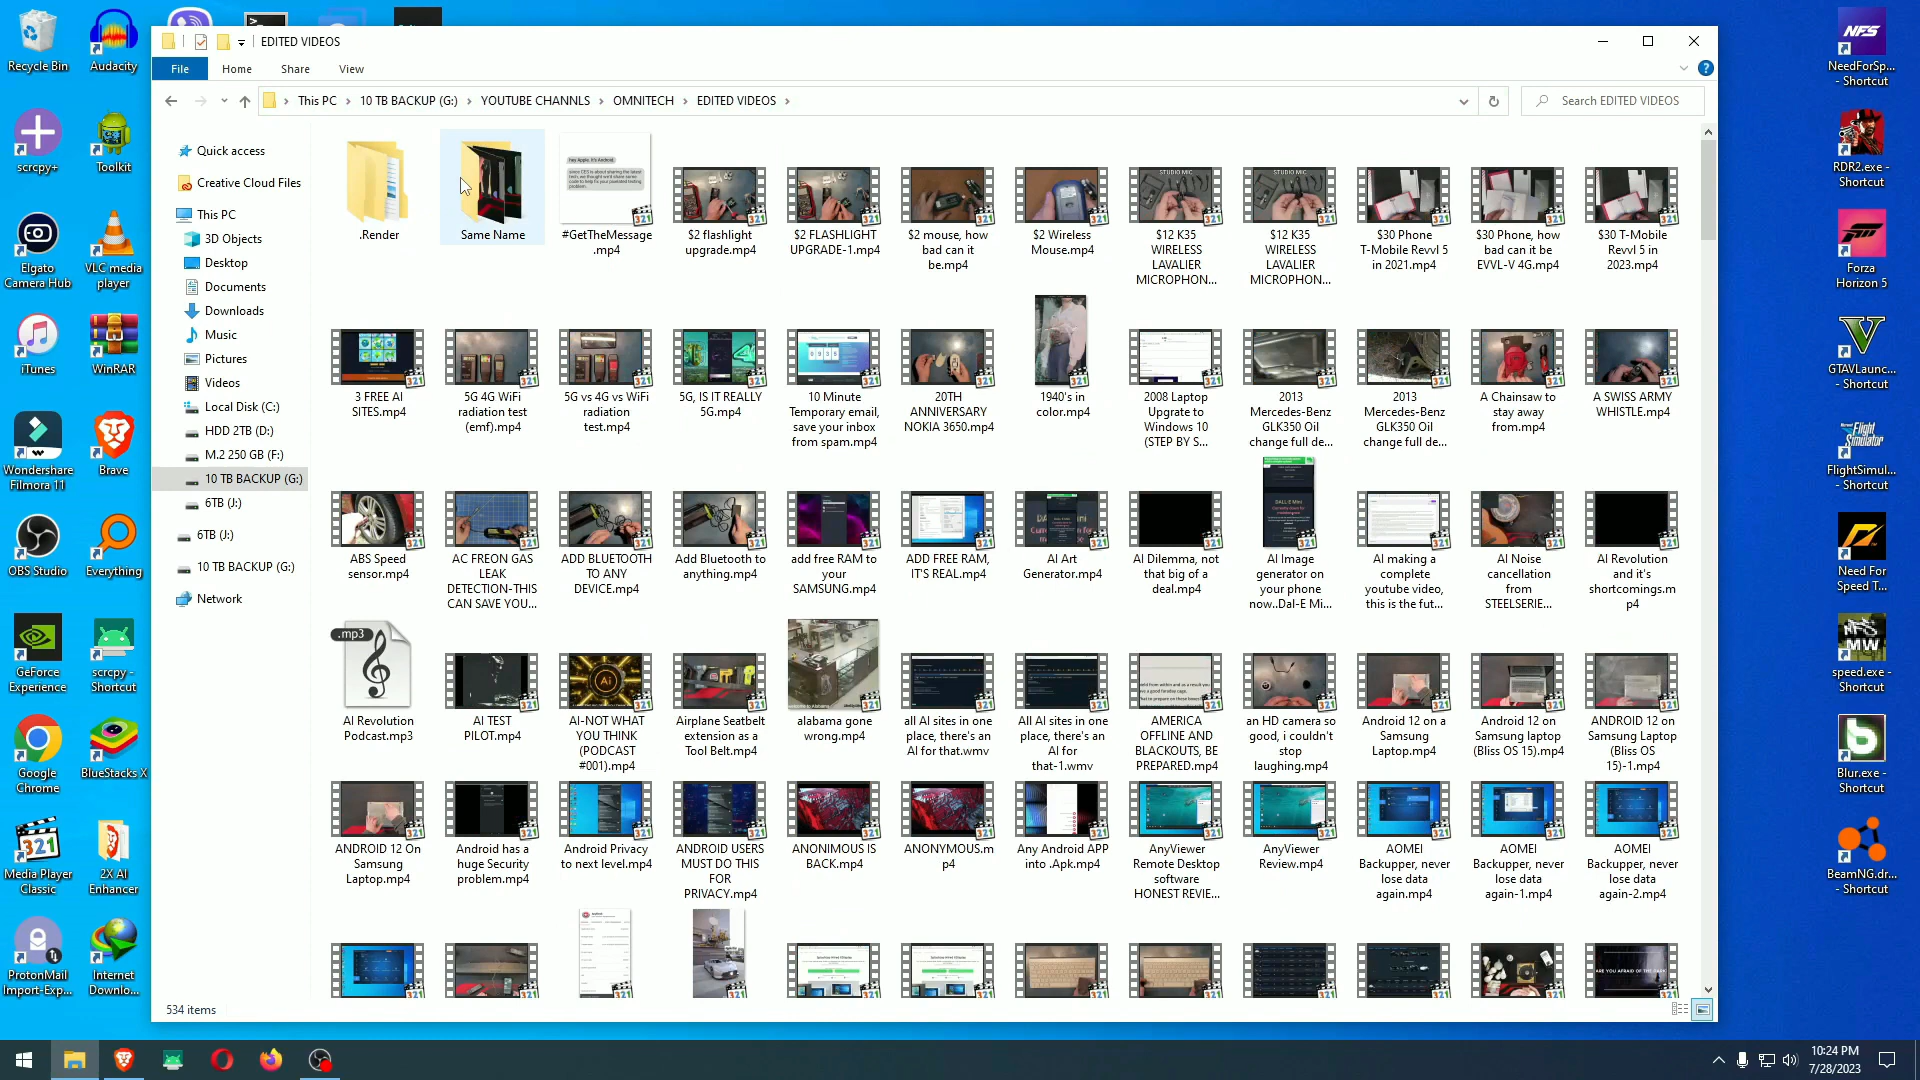 EDITED VIDEOS
File
Home
Share
View
This PC
10 TB BACKUP (G:)
YOUTUBE CHANNLS
OMNITECH
EDITED VIDEOS
Search EDITED VIDEOS
Recycle Bin
Audacity
scrcpy+
Toolkit
Elgato
Camera Hub
VLC media
player
iTunes
WinRAR
Wondershare
Filmora 11
Brave
OBS Studio
Everything
GeForce
Experience
scrcpy -
Shortcut
Google
Chrome
BlueStacks X
Media Player
Classic
2X AI
Enhancer
ProtonMail
Import-Exp...
Internet
Downlo...
Quick access
Creative Cloud Files
This PC
3D Objects
Desktop
Documents
Downloads
Music
Pictures
Videos
Local Disk (C:)
HDD 2TB (D:)
M.2 250 GB (F:)
10 TB BACKUP (G:)
6TB (J:)
6TB (J:)
10 TB BACKUP (G:)
Network
.Render
Same Name
hey Apple. It's Android.
#GetTheMessage
.mp4
$2 flashlight
upgrade.mp4
$2 FLASHLIGHT
UPGRADE-1.mp4
$2 mouse, how
bad can it
be.mp4
$2 Wireless
Mouse.mp4
STUDIO MIC
$12 K35
WIRELESS
LAVALIER
MICROPHON...
STUDIO MIC
$12 K35
WIRELESS
LAVALIER
MICROPHON...
$30 Phone
T-Mobile Revvl 5
in 2021.mp4
$30 Phone, how
bad can it be
EVVL-V 4G.mp4
$30 T-Mobile
Revvl 5 in
2023.mp4
3 FREE AI
SITES.mp4
5G 4G WiFi
radiation test
(emf).mp4
5G vs 4G vs WiFi
radiation
test.mp4
5G, IS IT REALLY
5G.mp4
10 Minute
Temporary email,
save your inbox
from spam.mp4
20TH
ANNIVERSARY
NOKIA 3650.mp4
1940's in
color.mp4
2008 Laptop
Upgrate to
Windows 10
(STEP BY S...
2013
Mercedes-Benz
GLK350 Oil
change full de...
2013
Mercedes-Benz
GLK350 Oil
change full de...
A Chainsaw to
stay away
from.mp4
A SWISS ARMY
WHISTLE.mp4
ABS Speed
sensor.mp4
AC FREON GAS
LEAK
DETECTION-THIS
CAN SAVE YOU...
ADD BLUETOOTH
TO ANY
DEVICE.mp4
Add Bluetooth to
anything.mp4
add free RAM to
your
SAMSUNG.mp4
ADD FREE RAM,
IT'S REAL.mp4
AI Art
Generator.mp4
AI Dilemma, not
that big of a
deal.mp4
AI Image
generator on
your phone
now..Dal-E Mi...
AI making a
complete
youtube video,
this is the fut...
AI Noise
cancellation
from
STEELSERIE...
AI Revolution
and it's
shortcomings.m
p4
.mp3
AI Revolution
Podcast.mp3
AI TEST
PILOT.mp4
Ai
AI-NOT WHAT
YOU THINK
(PODCAST
#001).mp4
Airplane Seatbelt
extension as a
Tool Belt.mp4
alabama gone
wrong.mp4
all AI sites in one
place, there's an
AI for that.wmv
All AI sites in one
place, there's an
AI for
that-1.wmv
AMERICA
OFFLINE AND
BLACKOUTS, BE
PREPARED.mp4
an HD camera so
good, i couldn't
stop
laughing.mp4
Android 12 on a
Samsung
Laptop.mp4
Android 12 on
Samsung laptop
(Bliss OS 15).mp4
ANDROID 12 on
Samsung Laptop
(Bliss OS
15)-1.mp4
ANDROID 12 On
Samsung
Laptop.mp4
Android has a
huge Security
problem.mp4
Android Privacy
to next level.mp4
ANDROID USERS
MUST DO THIS
FOR
PRIVACY.mp4
ANONIMOUS IS
BACK.mp4
ANONYMOUS.m
p4
Any Android APP
into .Apk.mp4
AnyViewer
Remote Desktop
software
HONEST REVIE...
AnyViewer
Review.mp4
AOMEI
Backupper, never
lose data
again.mp4
AOMEI
Backupper, never
lose data
again-1.mp4
AOMEI
Backupper, never
lose data
again-2.mp4
ARE YOU AFRAID OF THE DARK
534 items
NeedForSp...
- Shortcut
RDR2.exe -
Shortcut
Forza
Horizon 5
GTAVLaunc...
- Shortcut
FlightSimul...
- Shortcut
Need For
Speed T...
speed.exe -
Shortcut
Blur.exe -
Shortcut
BeamNG.dr...
- Shortcut
10:24 PM
7/28/2023